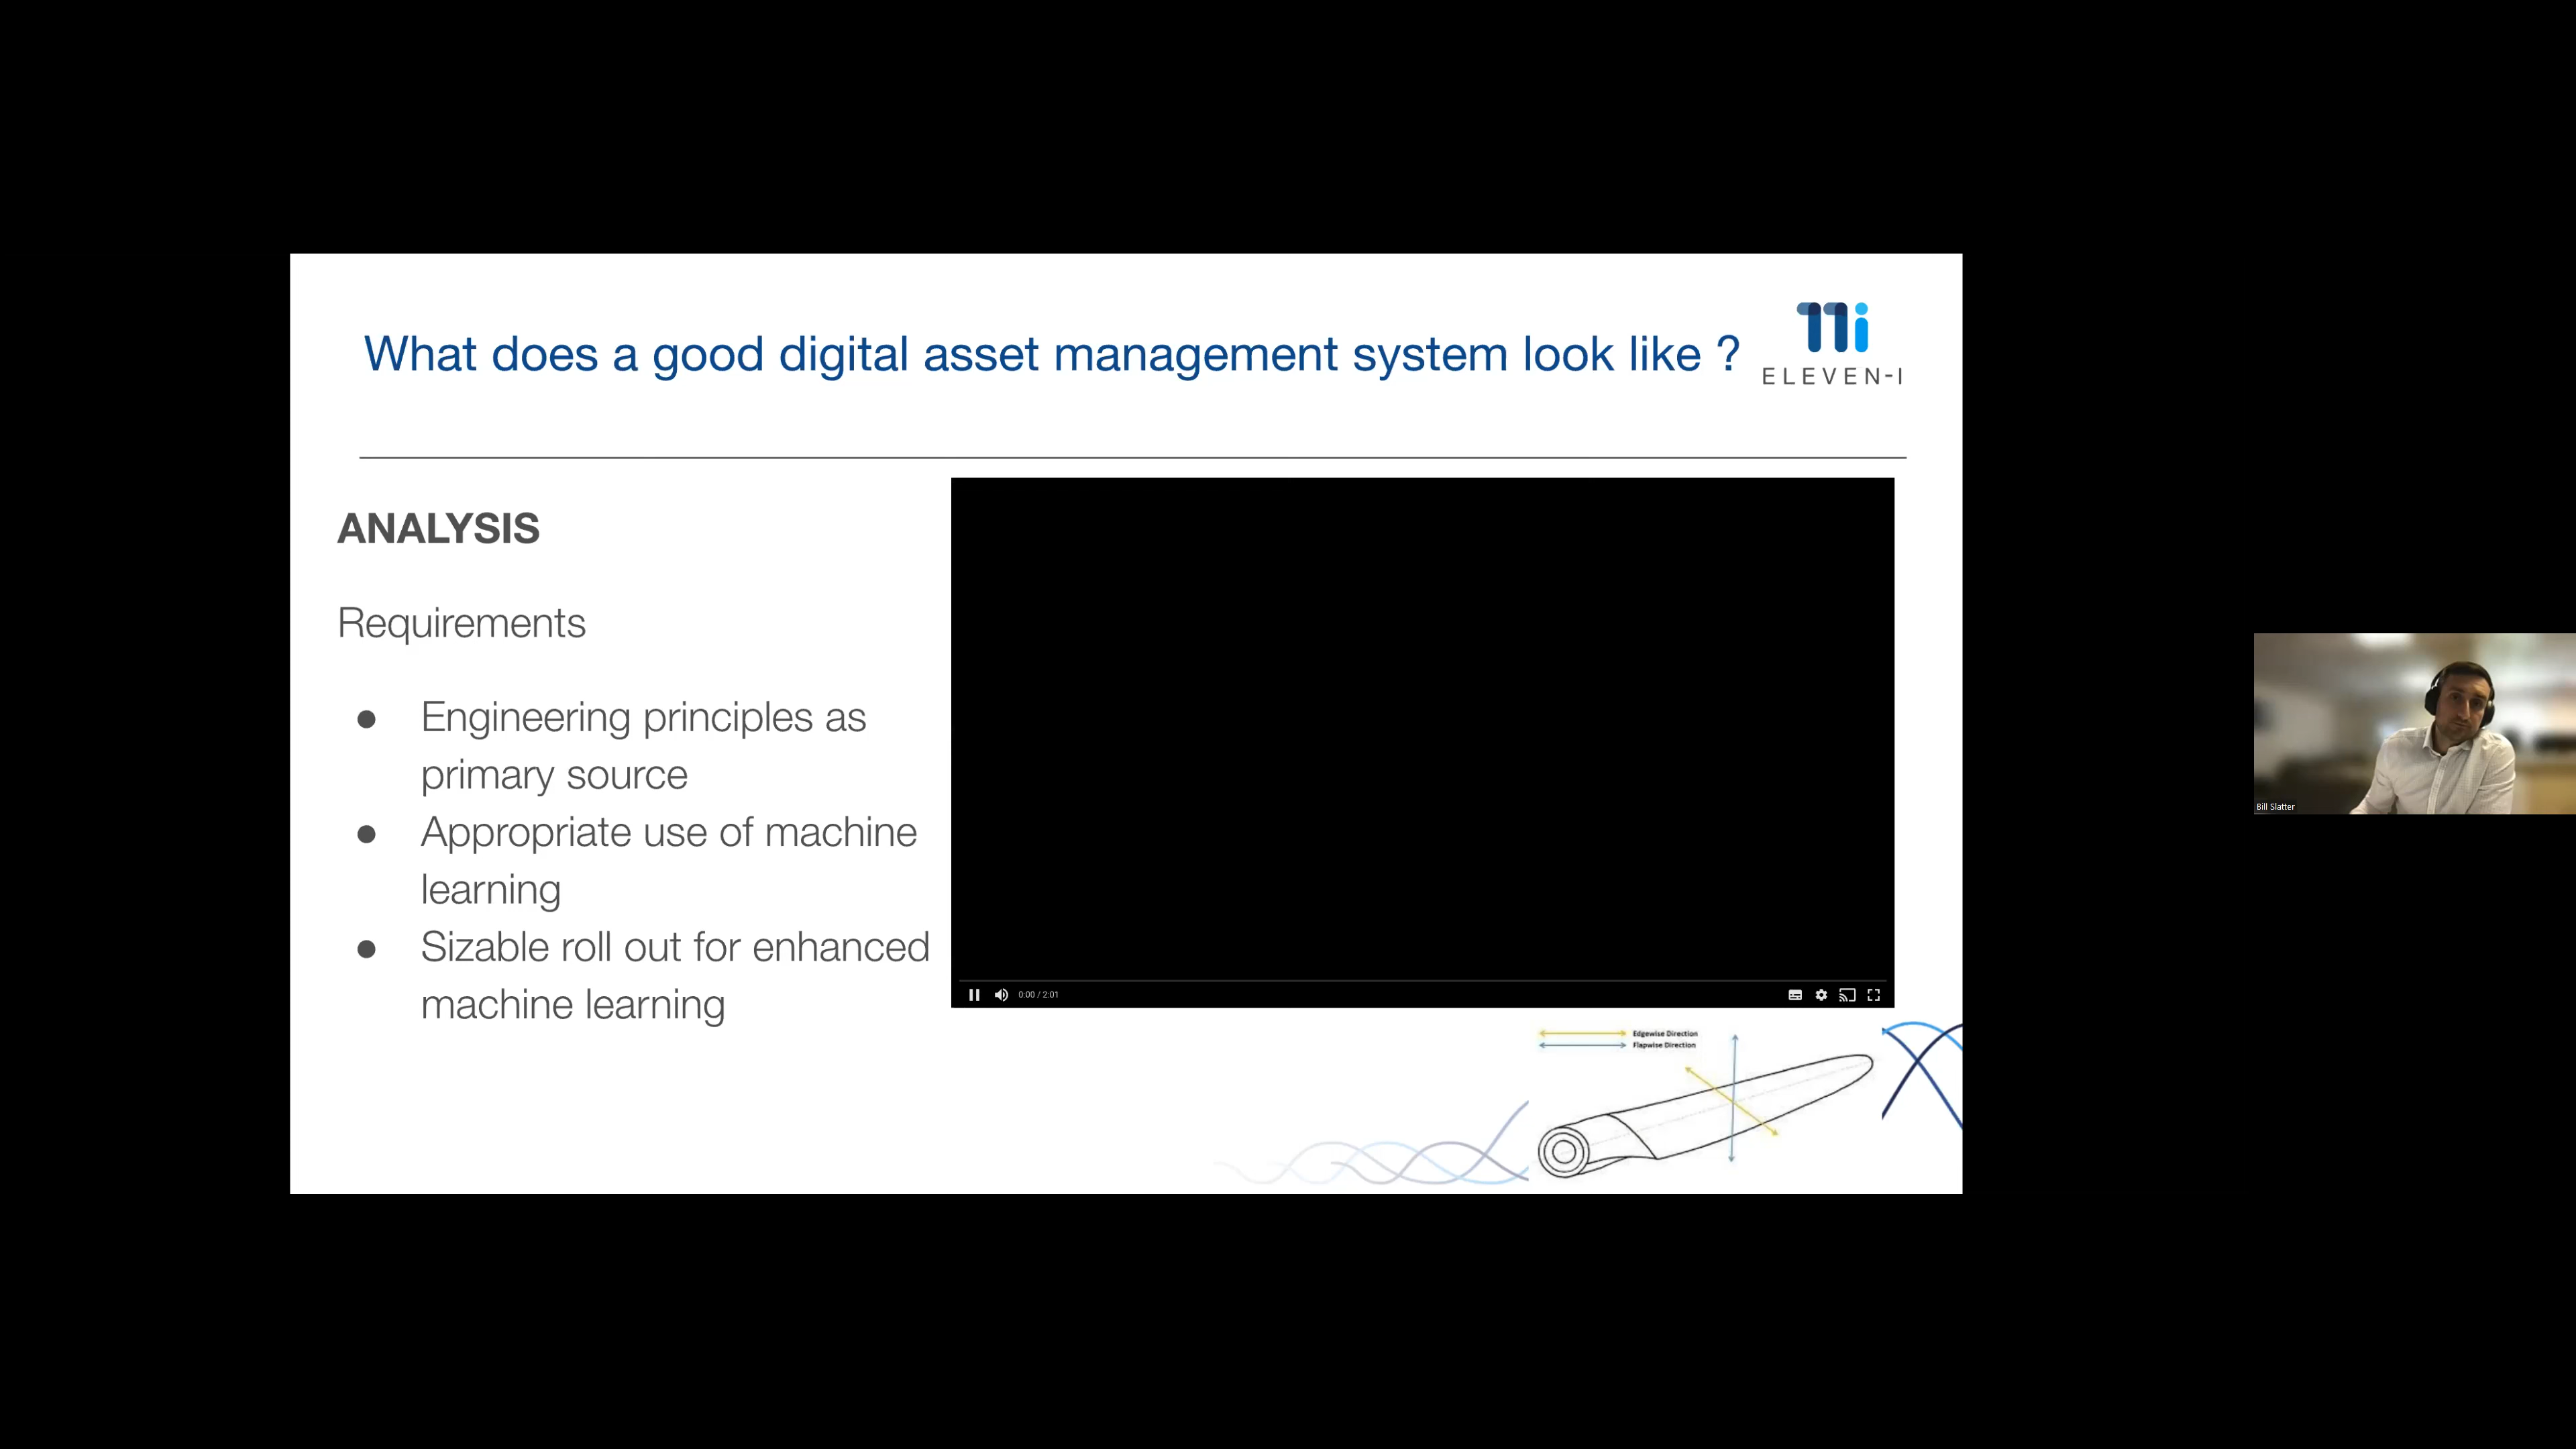 What does a good digital asset management system look like ?
11i
ELEVEN-I
ANALYSIS
Requirements
● Engineering principles as
primary source
● Appropriate use of machine
learning
● Sizable roll out for enhanced
machine learning
0:00 / 2:01
Edgewise Direction
Flapwise Direction
Bill Slatter